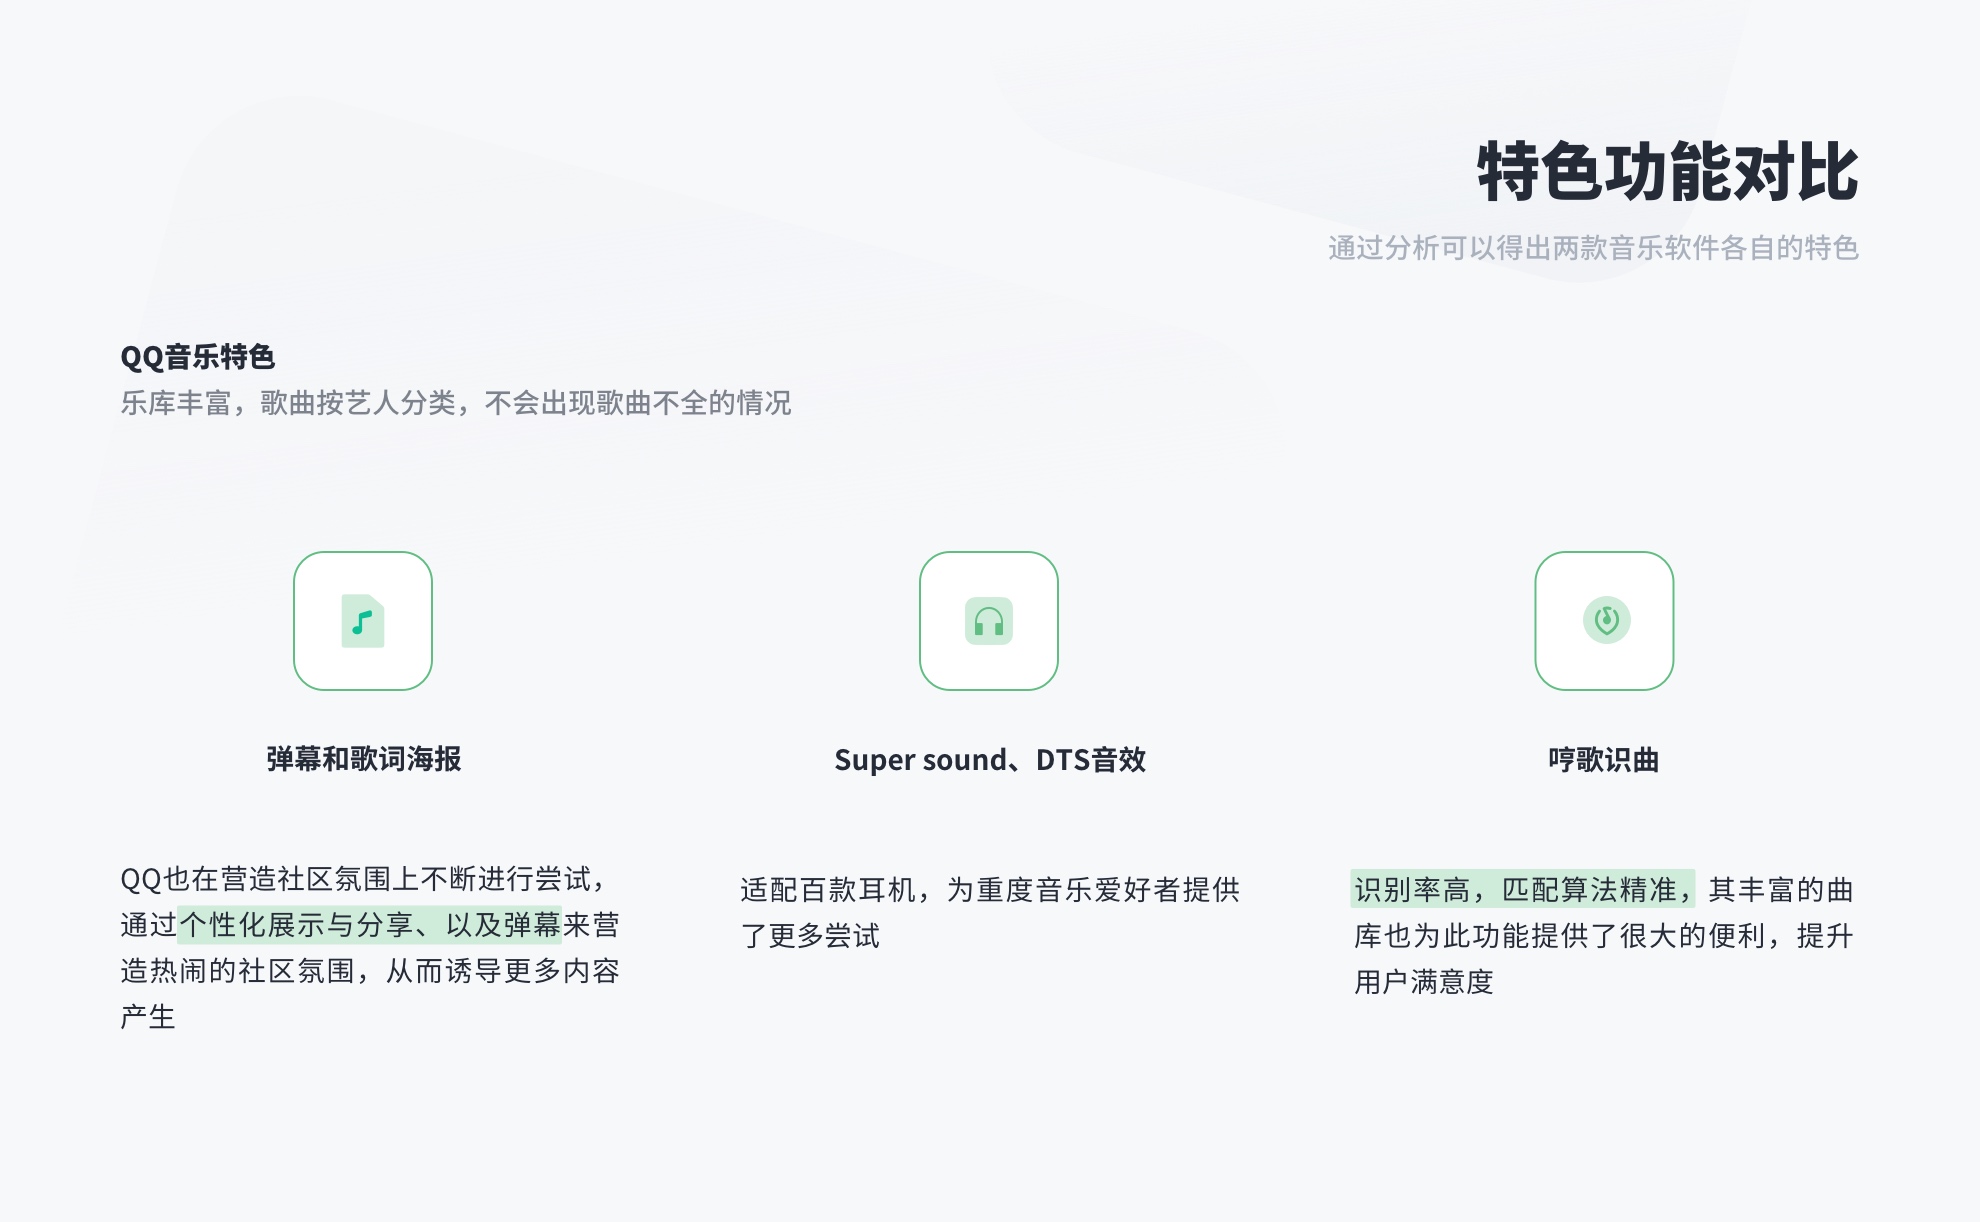 特色功能对比
通过分析可以得出两款音乐软件各自的特色
QQ音乐特色
乐库丰富，歌曲按艺人分类，不会出现歌曲不全的情况
弹幕和歌词海报
QQ也在营造社区氛围上不断进行尝试，
通过个性化展示与分享、以及弹幕来营
造热闹的社区氛围，从而诱导更多内容
产生
Super sound、DTS音效
适配百款耳机，为重度音乐爱好者提供
了更多尝试
哼歌识曲
识别率高，匹配算法精准，其丰富的曲
库也为此功能提供了很大的便利，提升
用户满意度